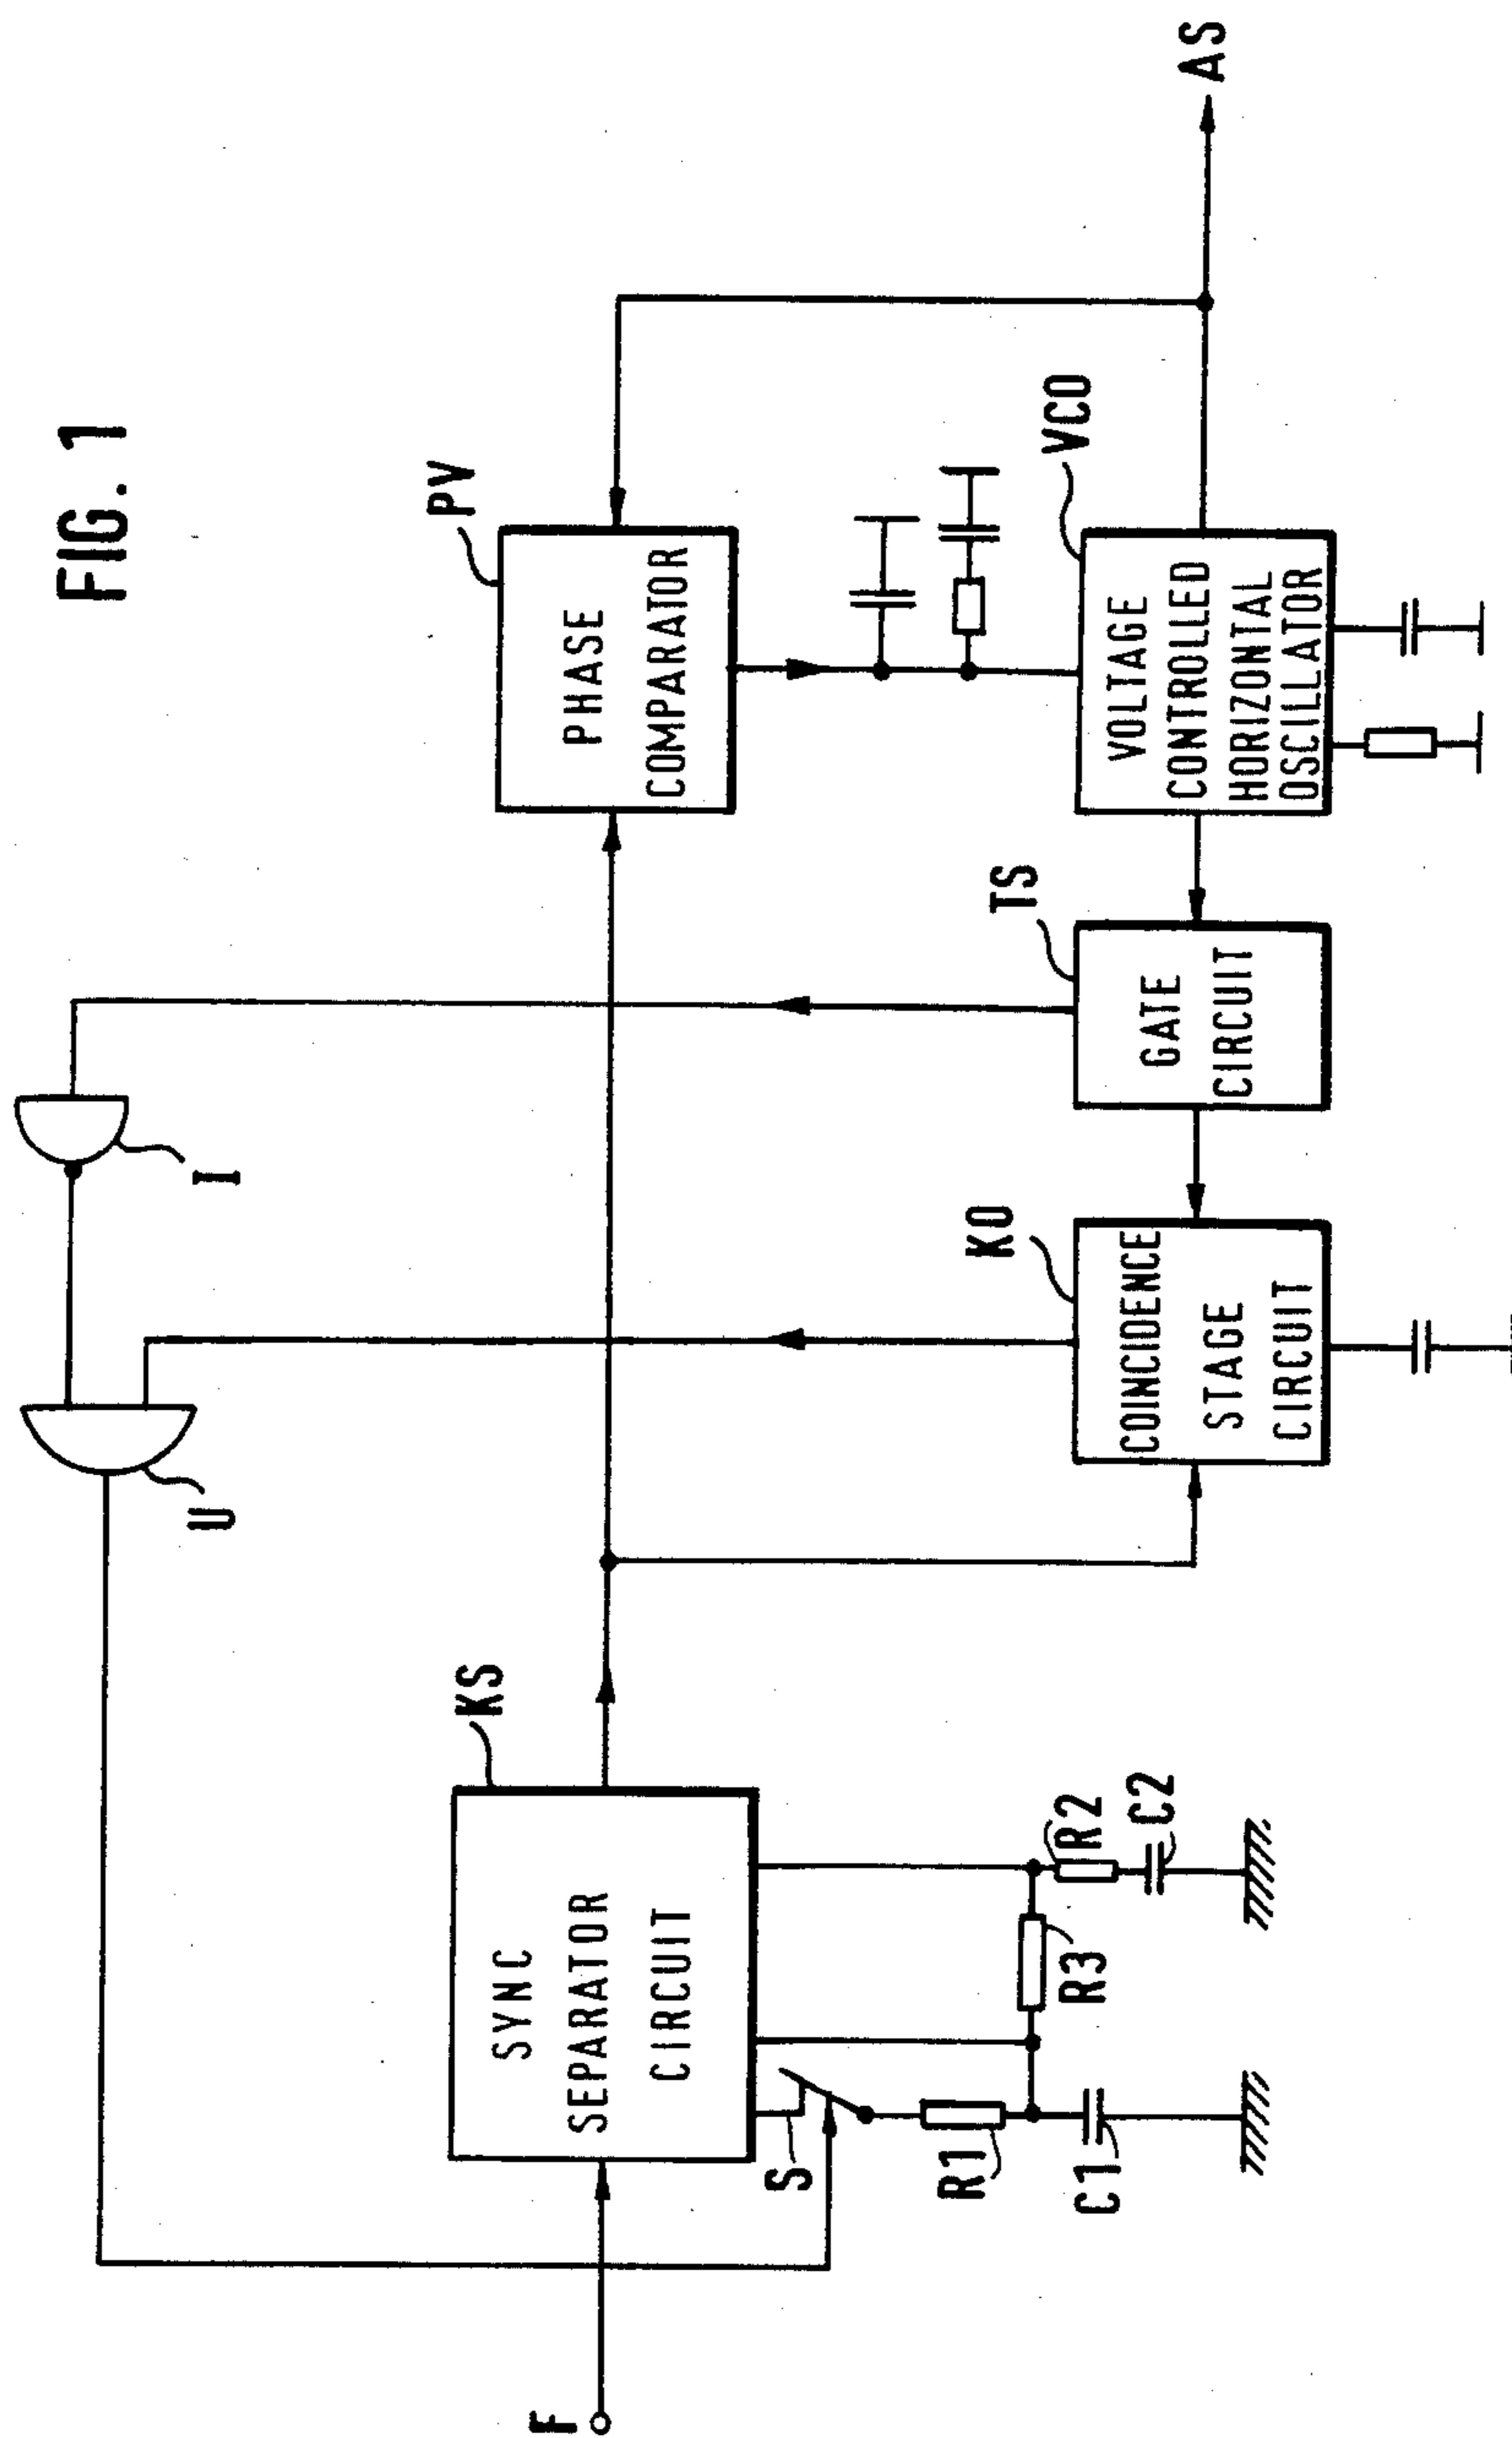 FIG. 1
F
KS
SYNC
SEPARATOR
CIRCUIT
S
R1
C1
R3
R2
C2
U
I
KO
COINCIDENCE
STAGE
CIRCUIT
TS
GATE
CIRCUIT
PV
PHASE
COMPARATOR
VCO
VOLTAGE
CONTROLLED
HORIZONTAL
OSCILLATOR
AS